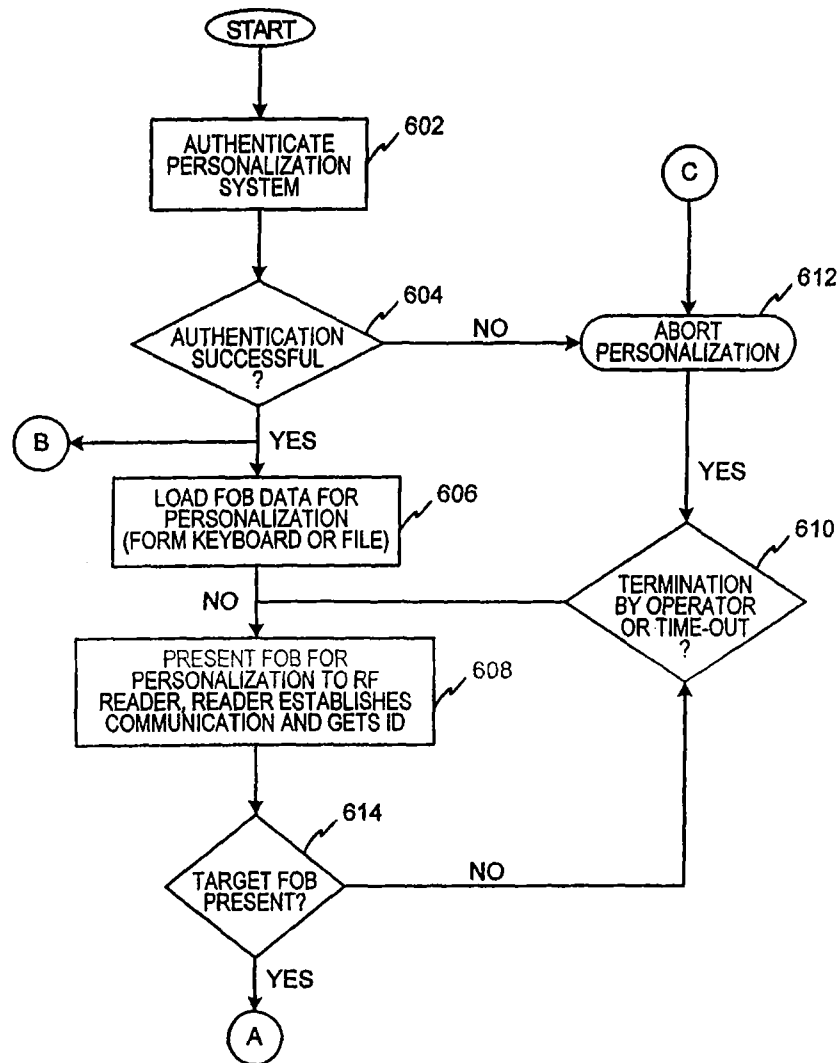 START
602
AUTHENTICATE
PERSONALIZATION
SYSTEM
C
612
604
AUTHENTICATION
SUCCESSFUL
?
NO
ABORT
PERSONALIZATION
B
YES
YES
606
LOAD FOB DATA FOR
PERSONALIZATION
(FORM KEYBOARD OR FILE)
610
TERMINATION
BY OPERATOR
OR TIME-OUT
?
NO
PRESENT FOB FOR
PERSONALIZATION TO RF
READER, READER ESTABLISHES
COMMUNICATION AND GETS ID
608
614
TARGET FOB
PRESENT?
NO
YES
A